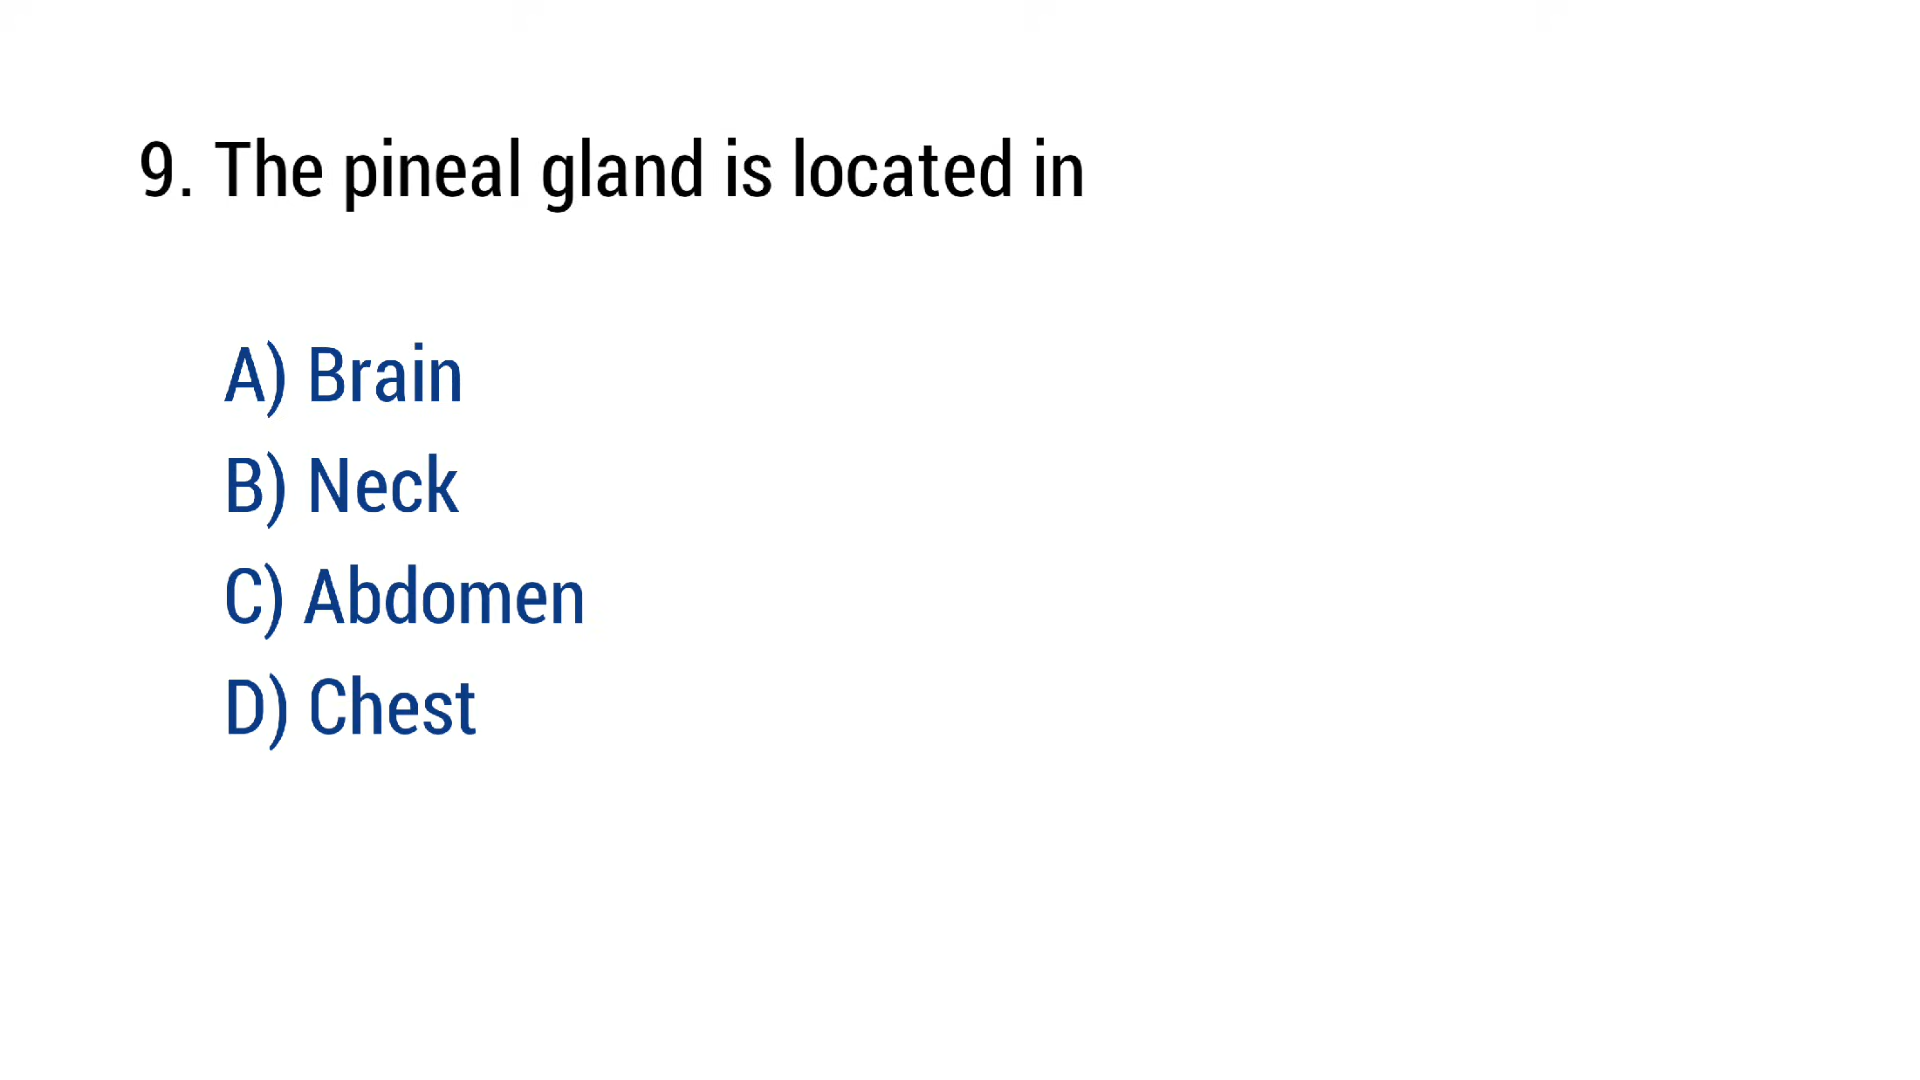 9. The pineal gland is located in
A) Brain
B) Neck
C) Abdomen
D) Chest